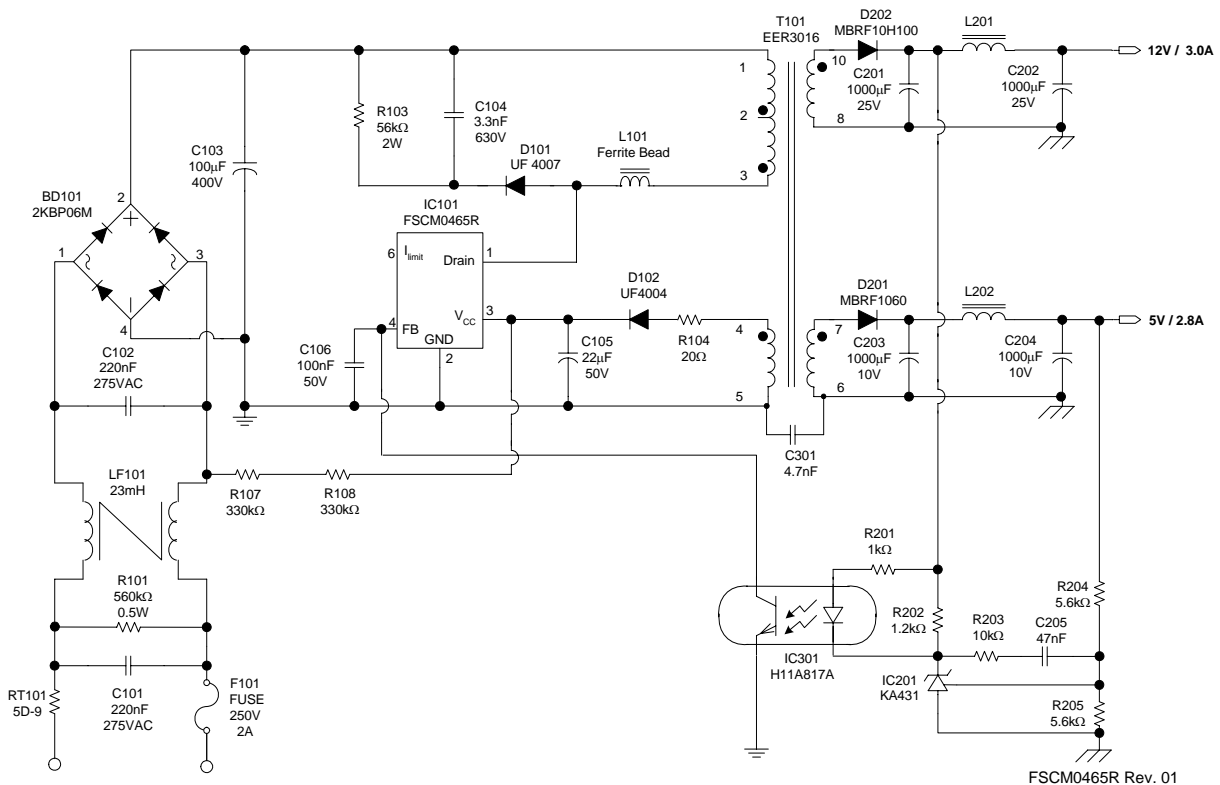 D202
MBRF10H100
T101
EER3016
L201
12V / 3.0A
10
1
C201
1000µF
25V
C202
1000µF
25V
R103
56kΩ
2W
C104
3.3nF
630V
2
8
L101
Ferrite Bead
C103
100µF
400V
D101
UF 4007
3
BD101
2KBP06M
2
IC101
FSCM0465R
1
3
6
Ilimit
Drain
1
4
D102
UF4004
D201
MBRF1060
L202
VCC
3
4
FB
GND
2
4
7
5V / 2.8A
R104
20Ω
C105
22µF
50V
C106
100nF
50V
C203
1000µF
10V
C204
1000µF
10V
C102
220nF
275VAC
5
6
C301
4.7nF
LF101
23mH
R107
330kΩ
R108
330kΩ
R201
1kΩ
R101
560kΩ
0.5W
R204
5.6kΩ
R202
1.2kΩ
R203
10kΩ
C205
47nF
IC301
H11A817A
IC201
KA431
R205
5.6kΩ
RT101
5D-9
C101
220nF
275VAC
F101
FUSE
250V
2A
FSCM0465R Rev. 01